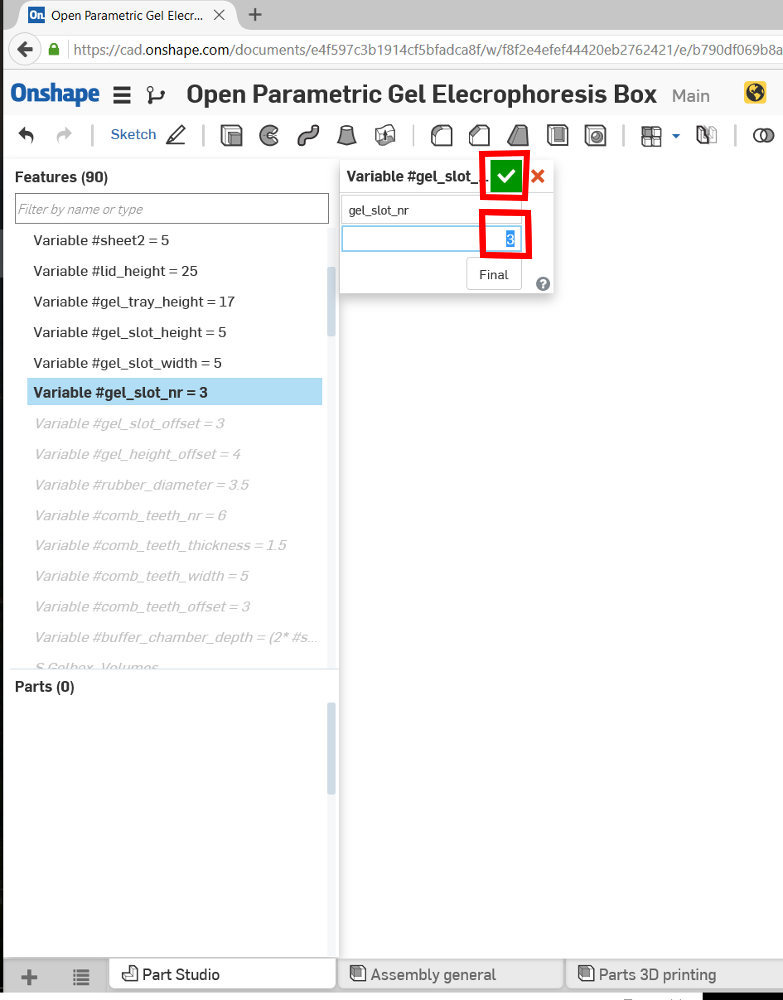 On. Open Parametric Gel Elecr... × +
https://cad.onshape.com/documents/e4f597c3b1914cf5bfadca8f/w/f8f2e4efef44420eb2762421/e/b790df069b8a
Onshape Open Parametric Gel Elecrophoresis Box Main
Sketch
Features (90)
Filter by name or type
Variable #sheet2 = 5
Variable #lid_height = 25
Variable #gel_tray_height = 17
Variable #gel_slot_height = 5
Variable #gel_slot_width = 5
Variable #gel_slot_nr = 3
Variable #gel_slot_offset = 3
Variable #gel_height_offset = 4
Variable #rubber_diameter = 3.5
Variable #comb_teeth_nr = 6
Variable #comb_teeth_thickness = 1.5
Variable #comb_teeth_width = 5
Variable #comb_teeth_offset = 3
Variable #buffer_chamber_depth = (2* #s...
S Gelbox_Volumes
Parts (0)
Variable #gel_slot_...
gel_slot_nr
3
Final
?
Part Studio
Assembly general
Parts 3D printing